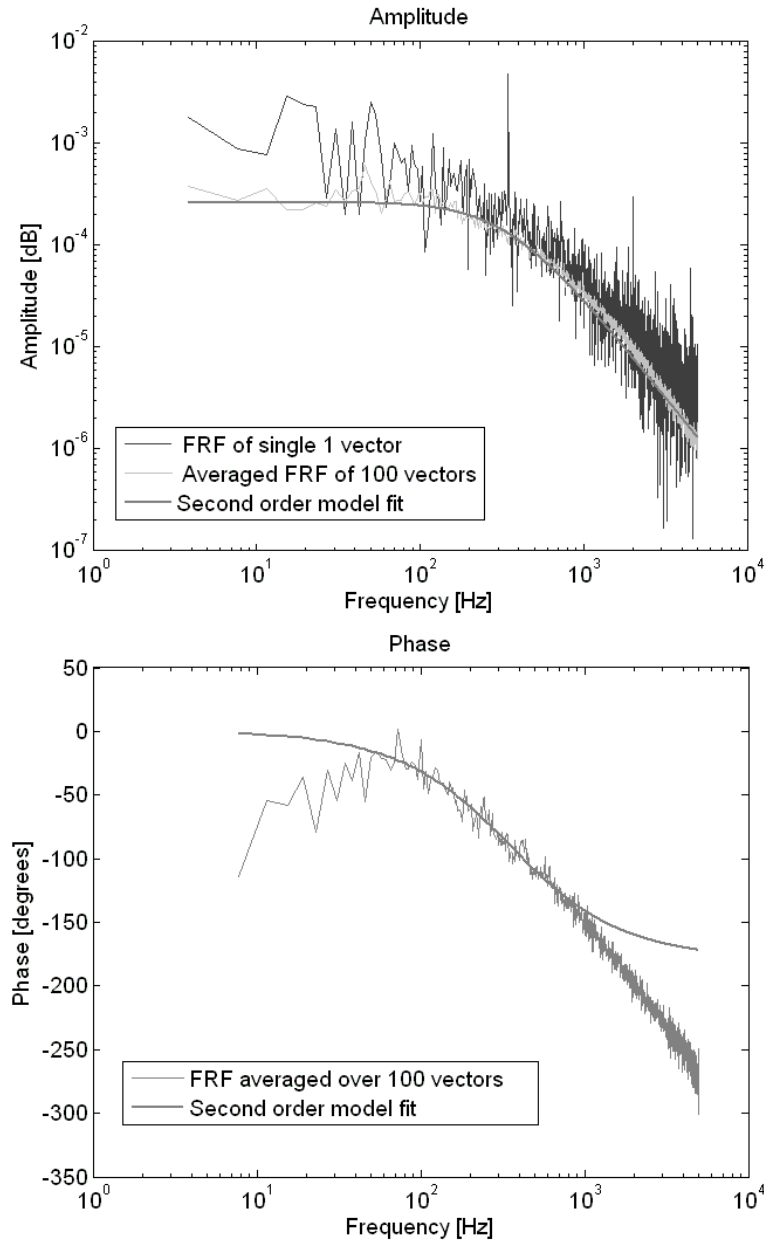 Amplitude
10^-2
10^-3
10^-4
10^-5
10^-6
10^-7
Amplitude [dB]
FRF of single 1 vector
Averaged FRF of 100 vectors
Second order model fit
10^0 10^1 10^2 10^3 10^4
Frequency [Hz]
Phase
50
0
-50
-100
-150
-200
-250
-300
-350
Phase [degrees]
FRF averaged over 100 vectors
Second order model fit
10^0 10^1 10^2 10^3 10^4
Frequency [Hz]